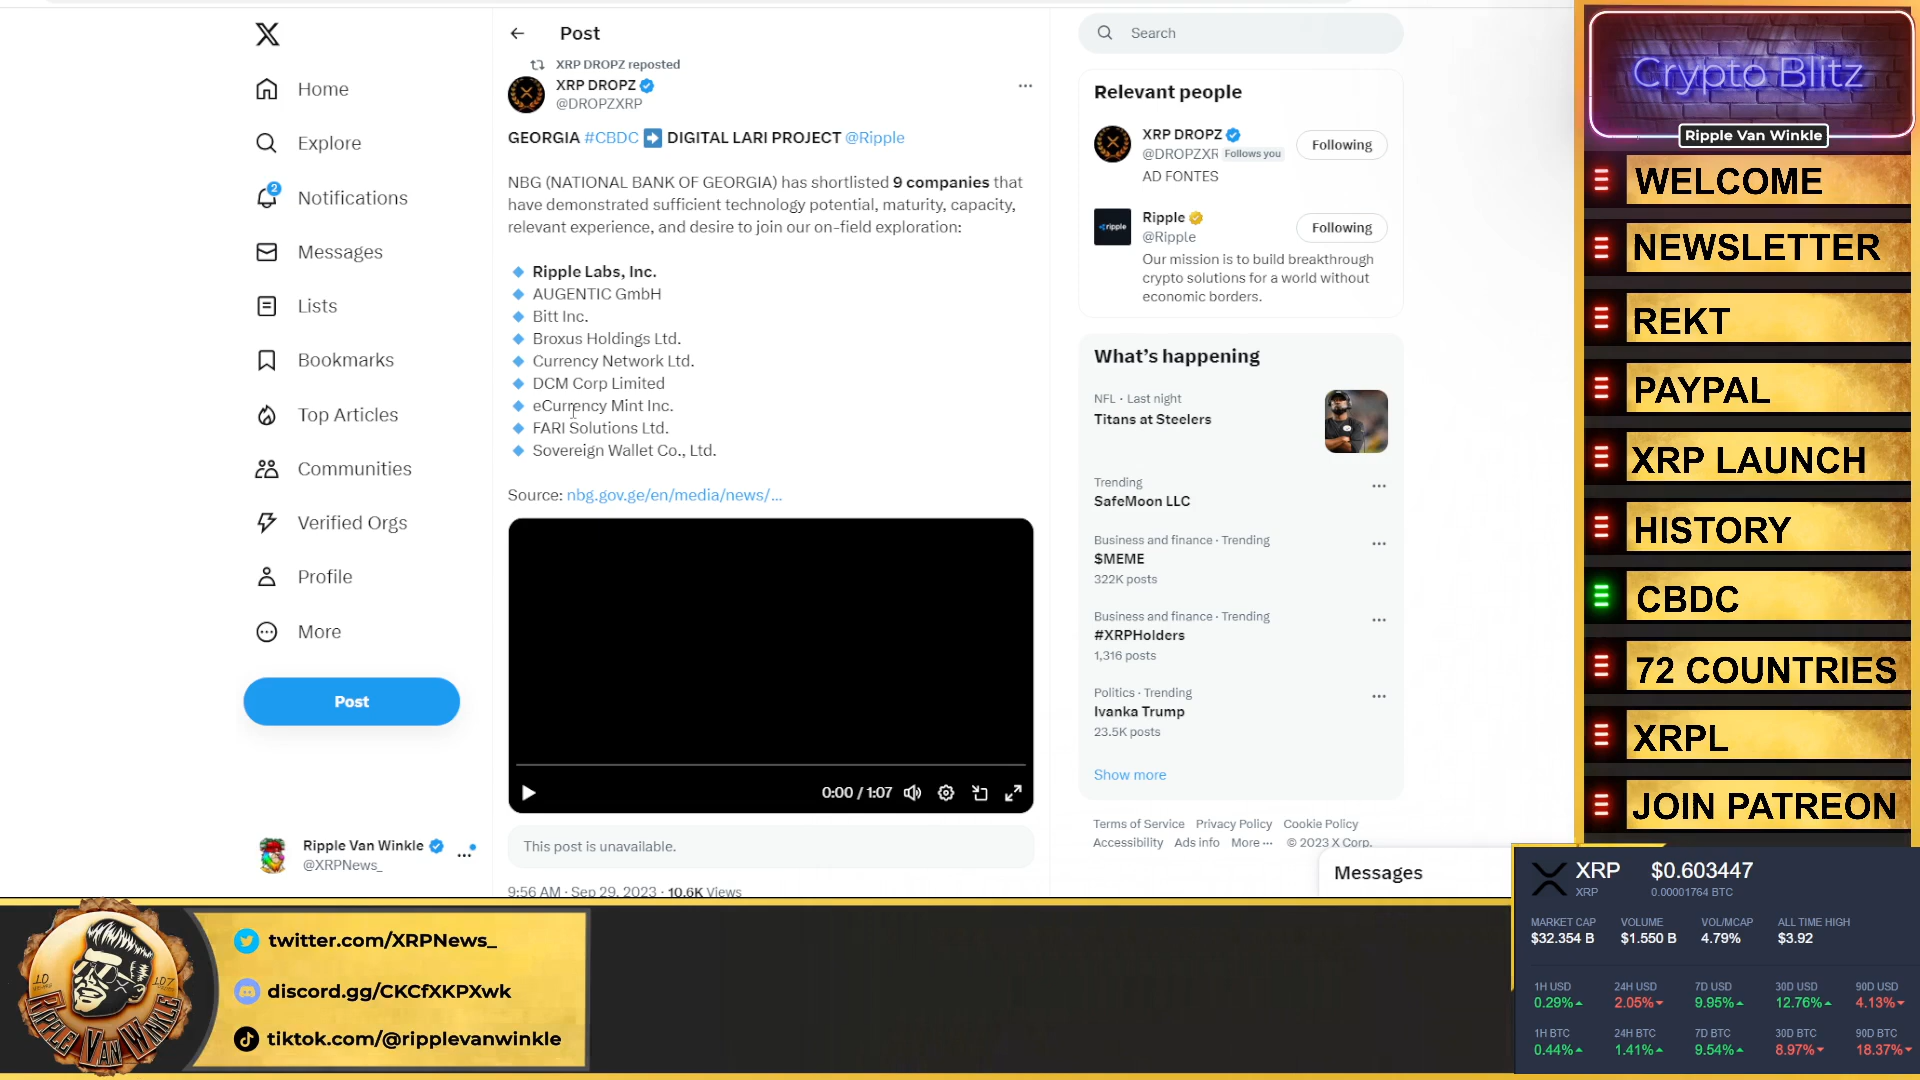 Home
Explore
2
Notifications
Messages
Lists
Bookmarks
Top Articles
Communities
Verified Orgs
Profile
More
Post
Ripple Van Winkle
@XRPNews_
Post
XRP DROPZ reposted
XRP DROPZ
@DROPZXRP
GEORGIA #CBDC ➡ DIGITAL LARI PROJECT @Ripple
NBG (NATIONAL BANK OF GEORGIA) has shortlisted 9 companies that
have demonstrated sufficient technology potential, maturity, capacity,
relevant experience, and desire to join our on-field exploration:
Ripple Labs, Inc.
AUGENTIC GmbH
Bitt Inc.
Broxus Holdings Ltd.
Currency Network Ltd.
DCM Corp Limited
eCurrency Mint Inc.
FARI Solutions Ltd.
Sovereign Wallet Co., Ltd.
Source: nbg.gov.ge/en/media/news/...
0:00 / 1:07
This post is unavailable.
9:56 AM · Sep 29, 2023 · 10.6K Views
Search
Relevant people
XRP DROPZ
@DROPZXR Follows you
AD FONTES
Following
ripple
Ripple
@Ripple
Following
Our mission is to build breakthrough
crypto solutions for a world without
economic borders.
What's happening
NFL · Last night
Titans at Steelers
Trending
SafeMoon LLC
Business and finance · Trending
$MEME
322K posts
Business and finance · Trending
#XRPHolders
1,316 posts
Politics · Trending
Ivanka Trump
23.5K posts
Show more
Terms of Service Privacy Policy Cookie Policy
Accessibility Ads info More ··· © 2023 X Corp.
Messages
Crypto Blitz
Ripple Van Winkle
WELCOME
NEWSLETTER
REKT
PAYPAL
XRP LAUNCH
HISTORY
CBDC
72 COUNTRIES
XRPL
JOIN PATREON
XRP $0.603447
XRP 0.00001764 BTC
MARKET CAP VOLUME VOL/MCAP ALL TIME HIGH
$32.354 B $1.550 B 4.79% $3.92
1H USD 24H USD 7D USD 30D USD 90D USD
0.29% 2.05% 9.95% 12.76% 4.13%
1H BTC 24H BTC 7D BTC 30D BTC 90D BTC
0.44% 1.41% 9.54% 8.97% 18.37%
RIPPLE VAN WINKLE
twitter.com/XRPNews_
discord.gg/CKCfXKPXwk
tiktok.com/@ripplevanwinkle